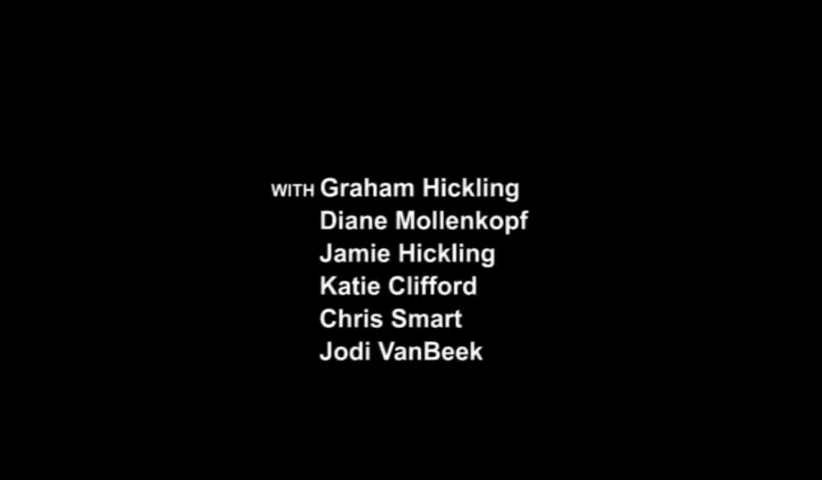 WITH Graham Hickling
Diane Mollenkopf
Jamie Hickling
Katie Clifford
Chris Smart
Jodi VanBeek